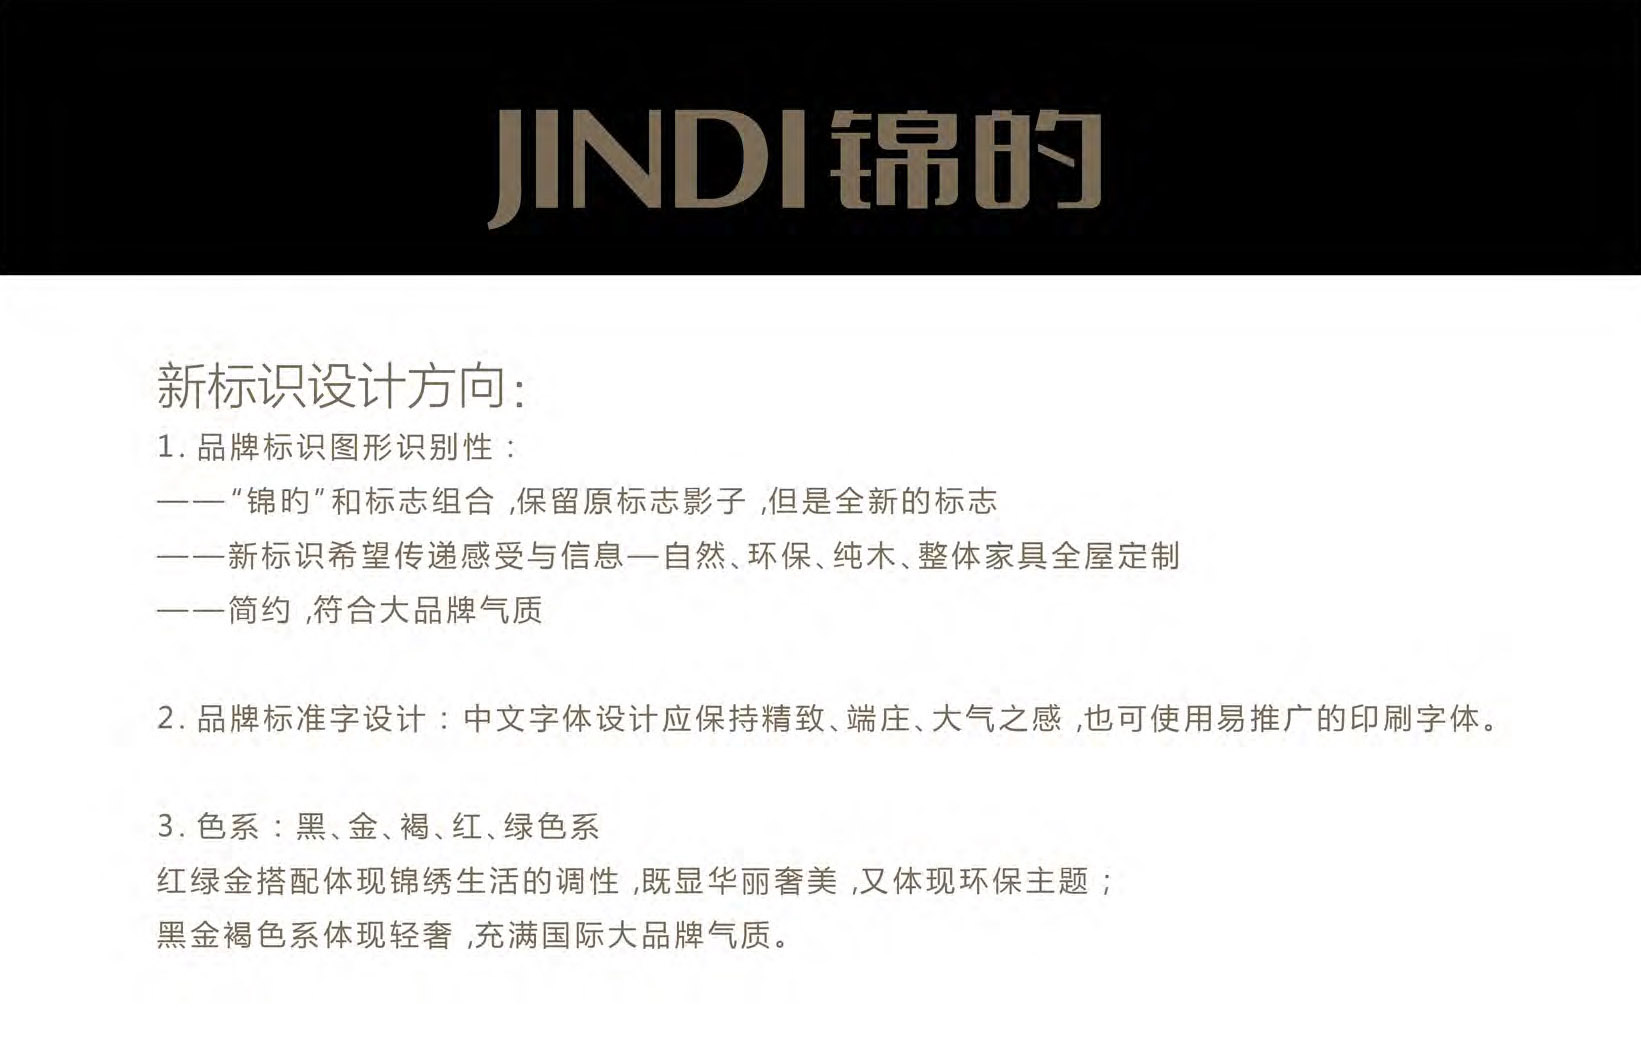 JINDI 锦旳
新标识设计方向：
1. 品牌标识图形识别性：
——“锦旳”和标志组合，保留原标志影子，但是全新的标志
——新标识希望传递感受与信息—自然、环保、纯木、整体家具全屋定制
——简约，符合大品牌气质
2. 品牌标准字设计：中文字体设计应保持精致、端庄、大气之感，也可使用易推广的印刷字体。
3. 色系：黑、金、褐、红、绿色系
红绿金搭配体现锦绣生活的调性，既显华丽奢美，又体现环保主题；
黑金褐色系体现轻奢，充满国际大品牌气质。